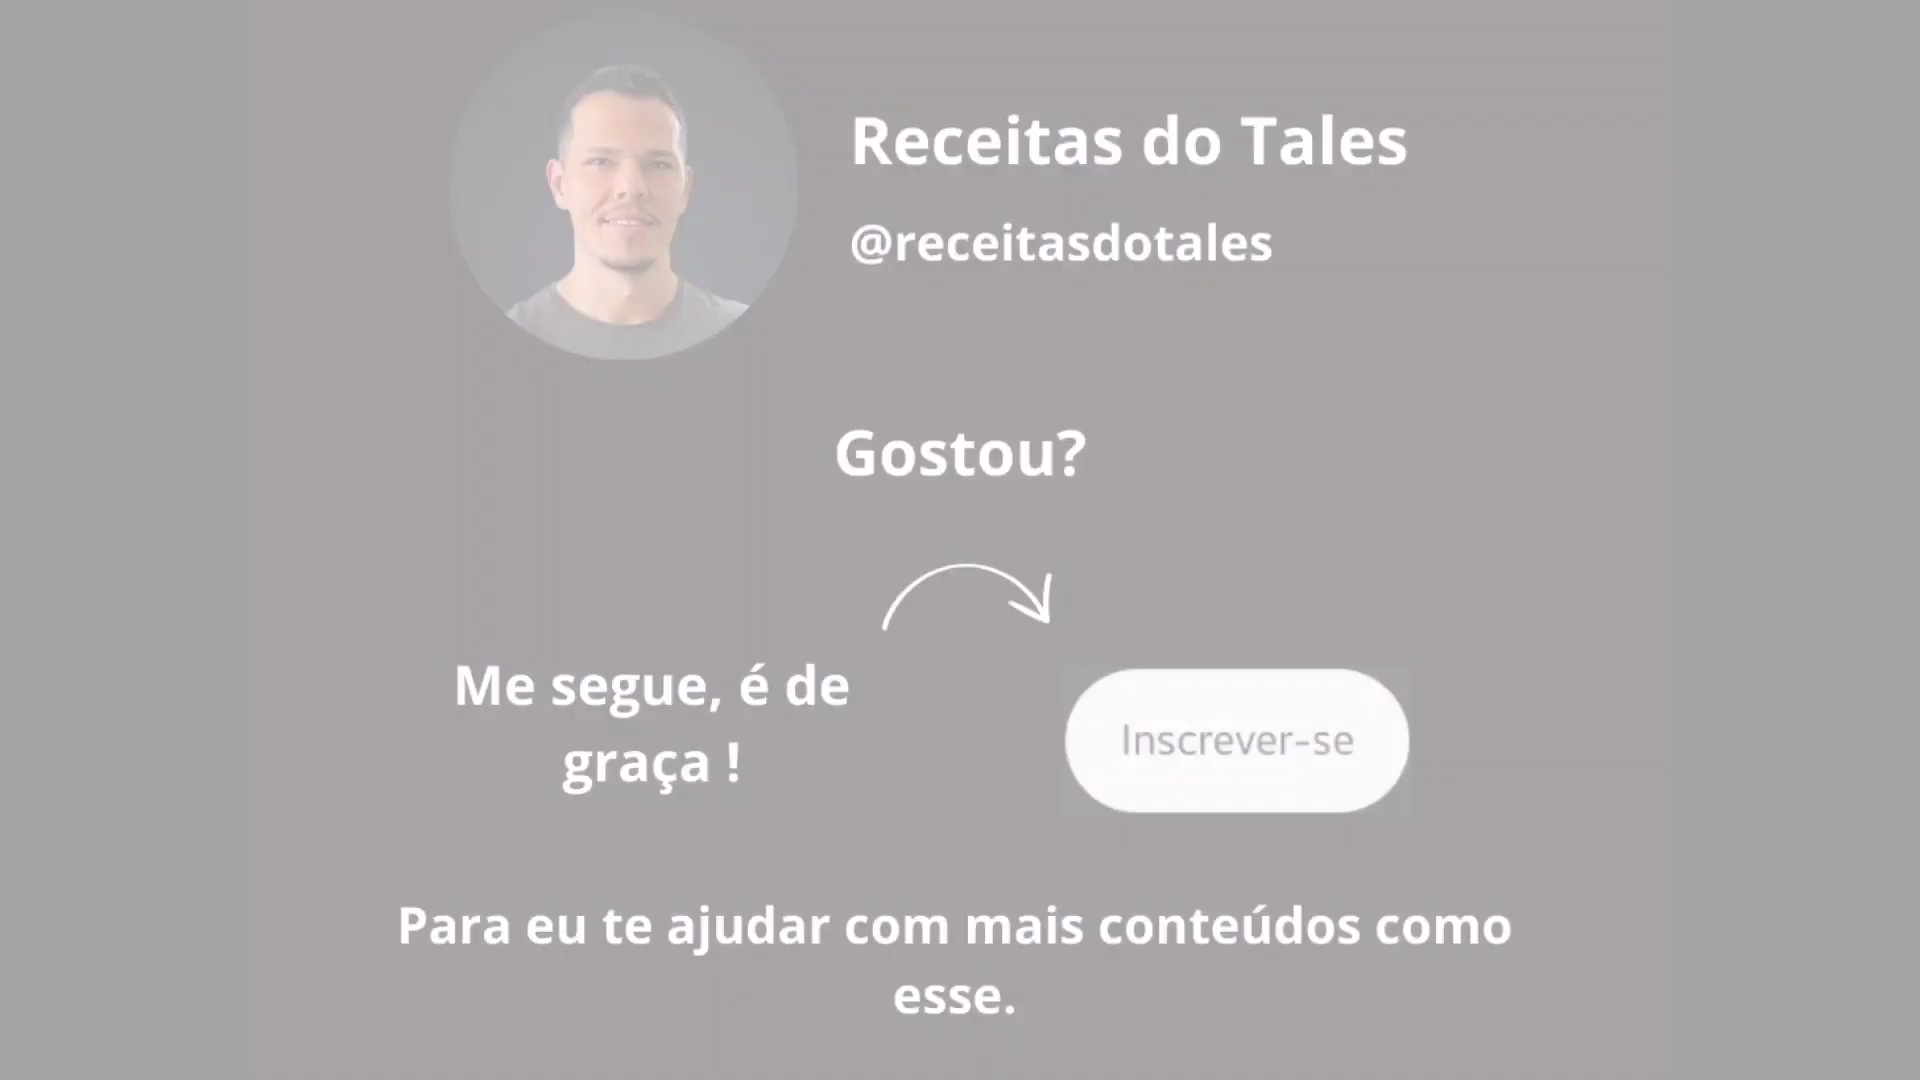 Receitas do Tales
@receitasdotales
Gostou?
Me segue, é de
graça !
Inscrever-se
Para eu te ajudar com mais conteúdos como
esse.